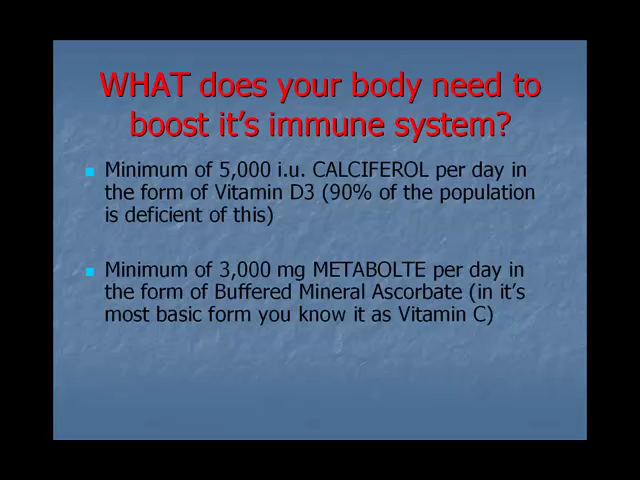 WHAT does your body need to
boost it's immune system?
Minimum of 5,000 i.u. CALCIFEROL per day in
the form of Vitamin D3 (90% of the population
is deficient of this)
Minimum of 3,000 mg METABOLTE per day in
the form of Buffered Mineral Ascorbate (in it's
most basic form you know it as Vitamin C)